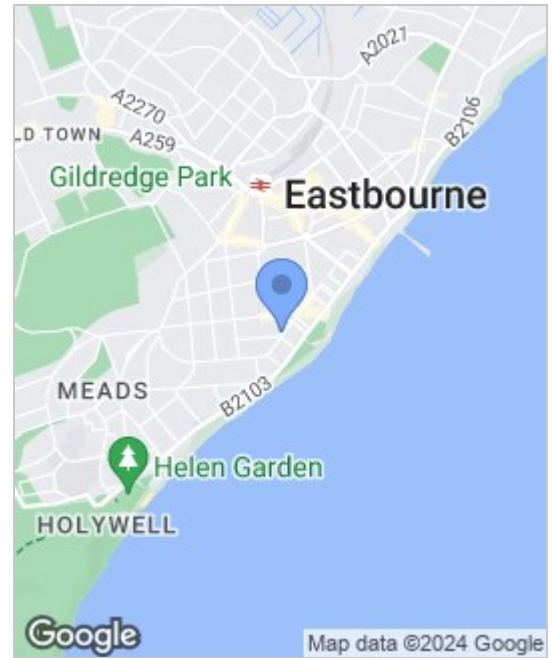 A2021
A2270
B2106
LD TOWN
A259
Gildredge Park
Eastbourne
MEADS
B2103
Helen Garden
HOLYWELL
Google
Map data ©2024 Google